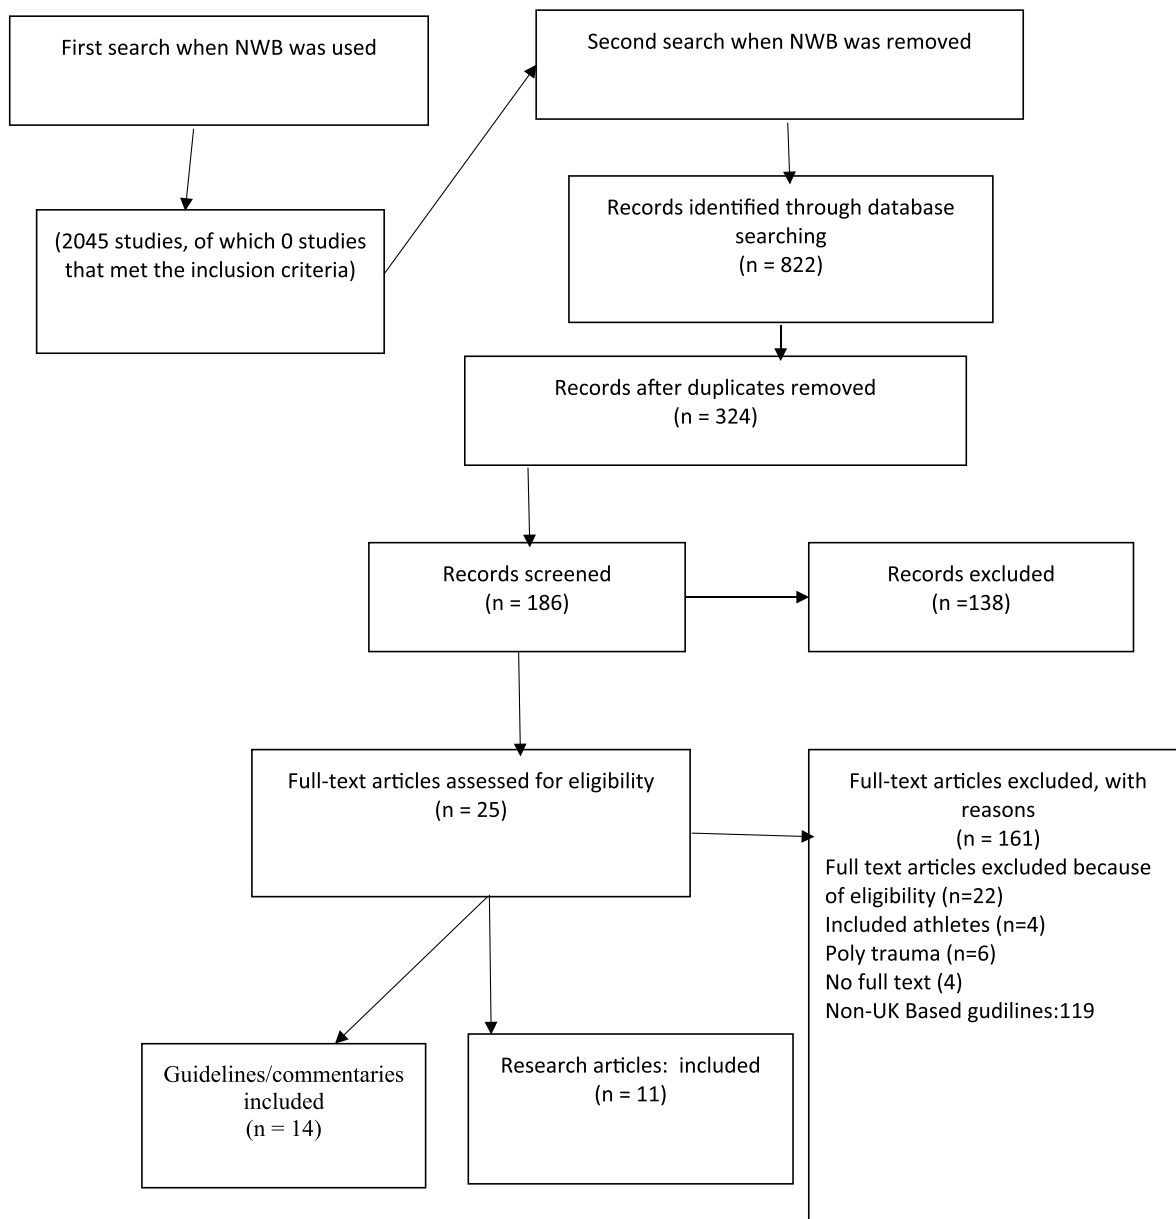 First search when NWB was used
(2045 studies, of which 0 studies
that met the inclusion criteria)
Second search when NWB was removed
Records identified through database
searching
(n = 822)
Records after duplicates removed
(n = 324)
Records screened
(n = 186)
Records excluded
(n =138)
Full-text articles assessed for eligibility
(n = 25)
Full-text articles excluded, with
reasons
(n = 161)
Full text articles excluded because
of eligibility (n=22)
Included athletes (n=4)
Poly trauma (n=6)
No full text (4)
Non-UK Based gudilines:119
Guidelines/commentaries
included
(n = 14)
Research articles:  included
(n = 11)